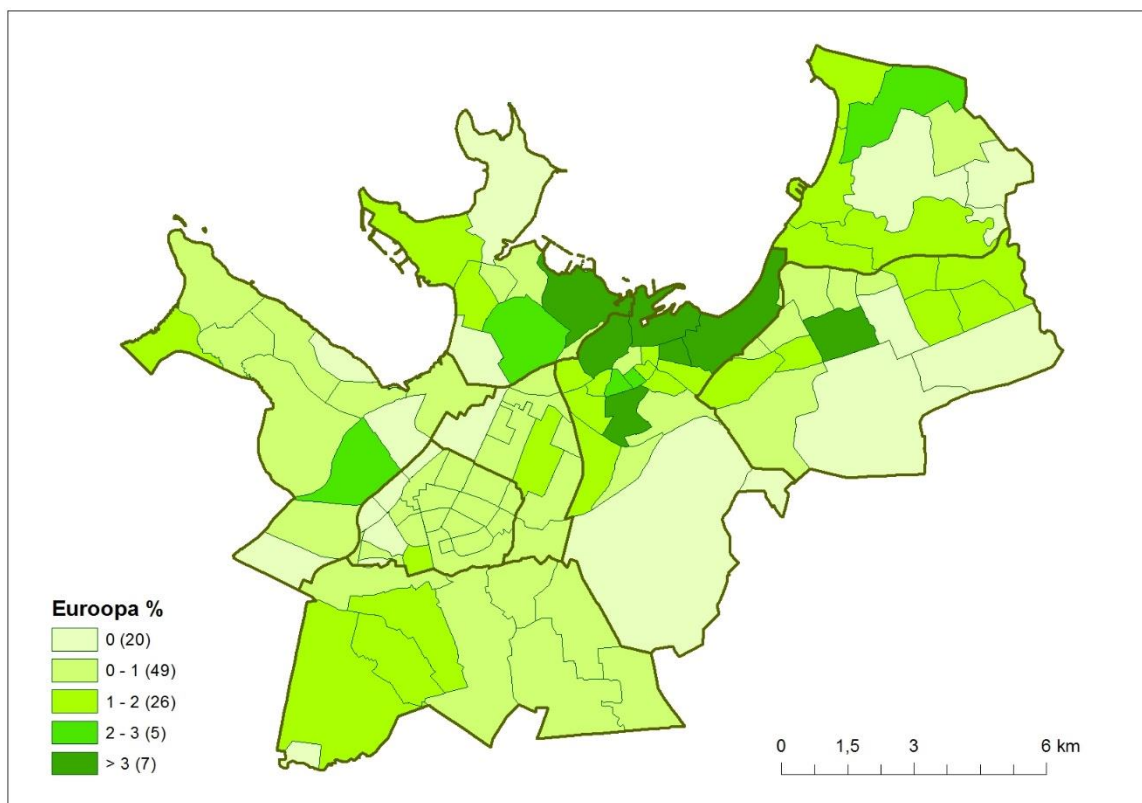 Euroopa %
0 (20)
0 - 1 (49)
1 - 2 (26)
2 - 3 (5)
> 3 (7)
0 1,5 3 6 km